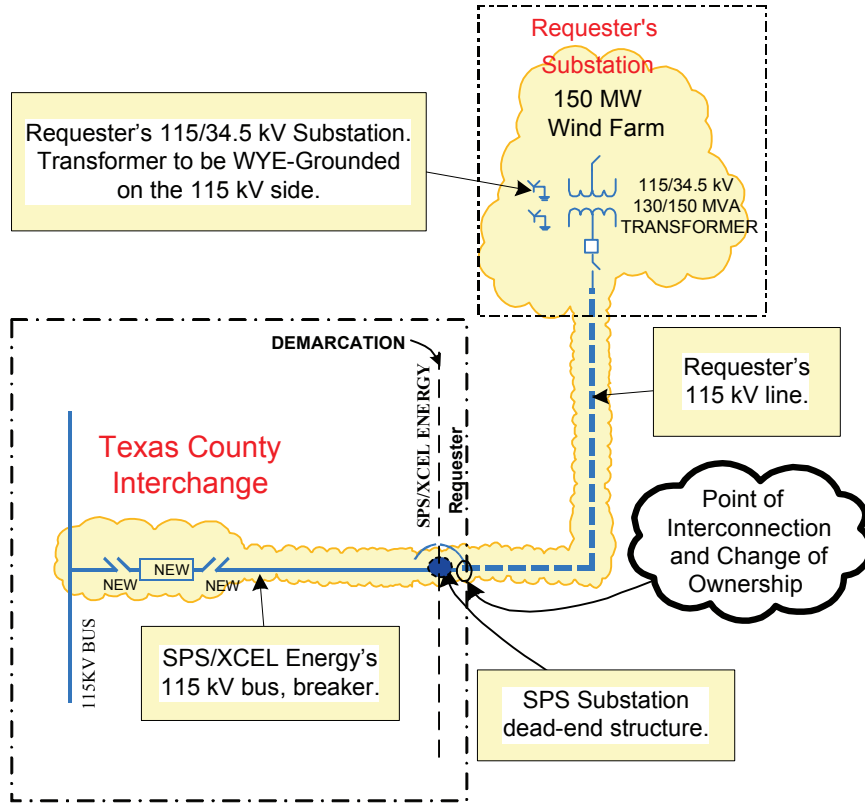 Requester's
Substation
150 MW
Wind Farm
115/34.5 kV
130/150 MVA
TRANSFORMER
Requester's 115/34.5 kV Substation.
Transformer to be WYE-Grounded
on the 115 kV side.
DEMARCATION
SPS/XCEL ENERGY
Requester
Requester's
115 kV line.
Texas County
Interchange
Point of
Interconnection
and Change of
Ownership
NEW
NEW
NEW
115KV BUS
SPS/XCEL Energy's
115 kV bus, breaker.
SPS Substation
dead-end structure.